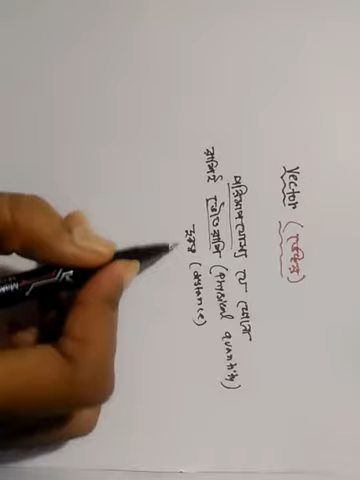 Vector (ভেক্টর)
পরিমাপযোগ্য যে কোনো
রাশিই ভৌত রাশি (Physical quantity)
দূরত্ব (distance)